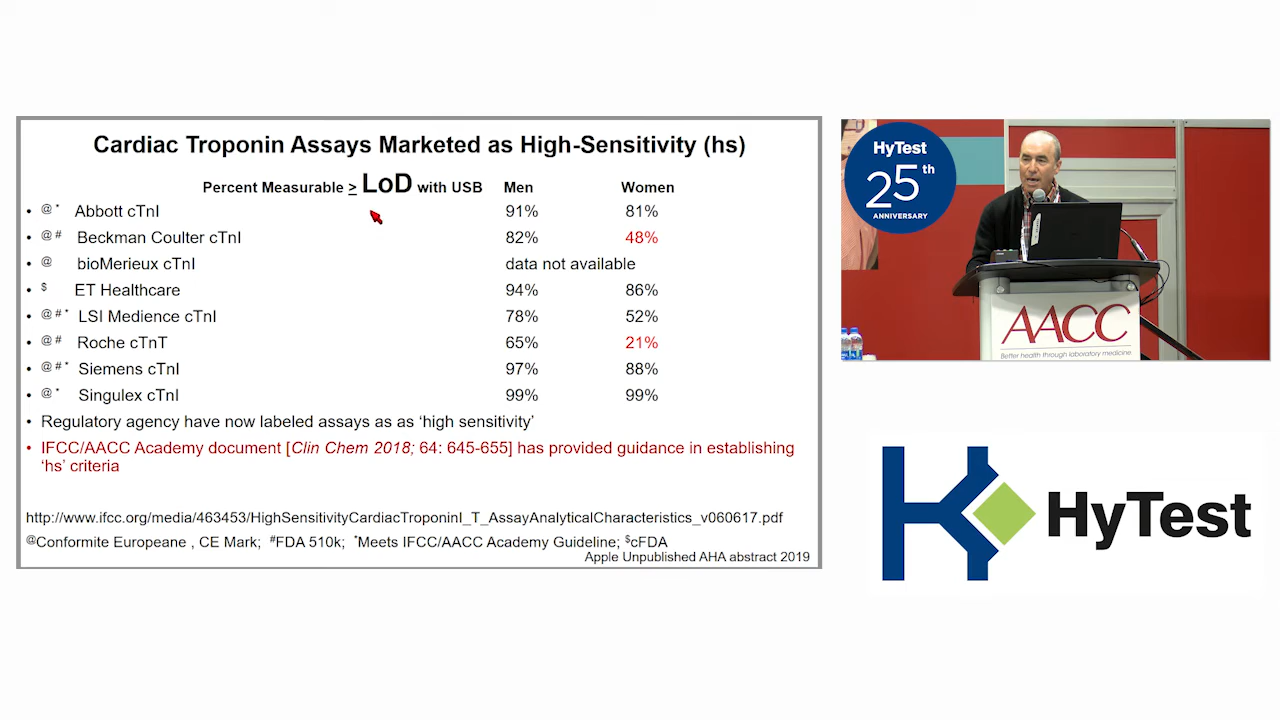 Cardiac Troponin Assays Marketed as High-Sensitivity (hs)
Percent Measurable ≥ LoD with USB Men Women
• @ * Abbott cTnI 91% 81%
• @ # Beckman Coulter cTnI 82% 48%
• @ bioMerieux cTnI data not available
• $ ET Healthcare 94% 86%
• @ # * LSI Medience cTnI 78% 52%
• @ # Roche cTnT 65% 21%
• @ # * Siemens cTnI 97% 88%
• @ * Singulex cTnI 99% 99%
• Regulatory agency have now labeled assays as as ‘high sensitivity’
• IFCC/AACC Academy document [Clin Chem 2018; 64: 645-655] has provided guidance in establishing
‘hs’ criteria
http://www.ifcc.org/media/463453/HighSensitivityCardiacTroponinI_T_AssayAnalyticalCharacteristics_v060617.pdf
@Conformite Europeane , CE Mark; #FDA 510k; *Meets IFCC/AACC Academy Guideline; $cFDA
Apple Unpublished AHA abstract 2019
HyTest
25th
ANNIVERSARY
AACC
Better health through laboratory medicine.
HyTest